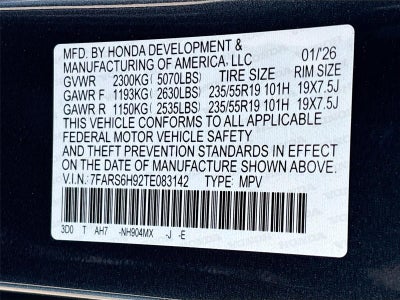 MFD. BY HONDA DEVELOPMENT &
MANUFACTURING OF AMERICA, LLC 01/'26
GVWR 2300KG ( 5070LBS) TIRE SIZE RIM SIZE
GAWR F 1193KG ( 2630LBS) 235/55R19 101H 19X7.5J
GAWR R 1150KG ( 2535LBS) 235/55R19 101H 19X7.5J
THIS VEHICLE CONFORMS TO ALL APPLICABLE
FEDERAL MOTOR VEHICLE SAFETY
AND THEFT PREVENTION STANDARDS IN EFFECT
ON THE DATE OF MANUFACTURE SHOWN ABOVE.
V.I.N.: 7FARS6H92TE083142 TYPE: MPV
3D0 T AH7 -NH904MX -J -E